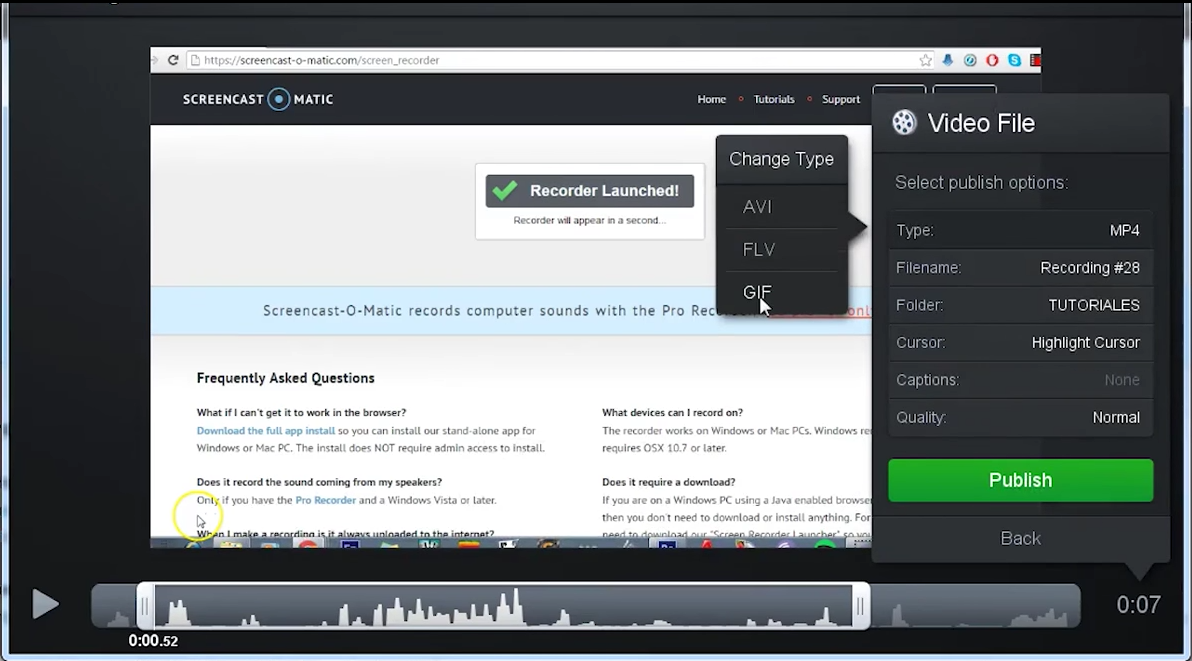 https://screencast-o-matic.com/screen_recorder
SCREENCAST MATIC
Home
Tutorials
Support
Recorder Launched!
Recorder will appear in a second...
Screencast-O-Matic records computer sounds with the Pro
Frequently Asked Questions
What if I can't get it to work in the browser?
Download the full app install so you can install our stand-alone app for
Windows or Mac PC. The install does NOT require admin access to install.
Does it record the sound coming from my speakers?
Only if you have the Pro Recorder and a Windows Vista or later.
When I make a recording is it always uploaded to the internet?
What devices can I record on?
The recorder works on Windows or Mac PCs. Windows
requires OSX 10.7 or later.
Does it require a download?
If you are on a Windows PC using a Java enabled browser
then you don't need to download or install anything. For
need to download our "Screen Recorder Launcher" so
Change Type
AVI
FLV
GIF
Video File
Select publish options:
Type: MP4
Filename: Recording #28
Folder: TUTORIALES
Cursor: Highlight Cursor
Captions: None
Quality: Normal
Publish
Back
0:07
0:00.52